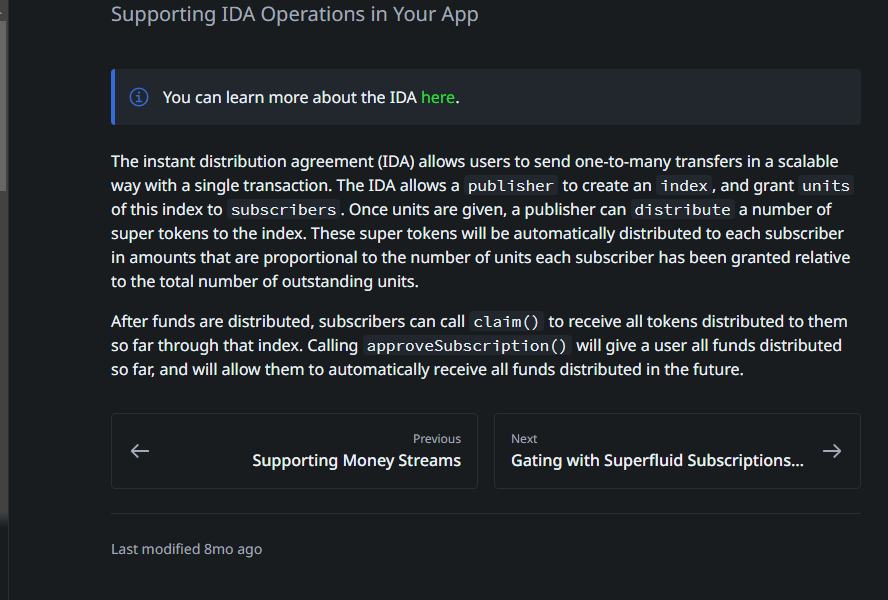 Supporting IDA Operations in Your App
You can learn more about the IDA here.
The instant distribution agreement (IDA) allows users to send one-to-many transfers in a scalable
way with a single transaction. The IDA allows a publisher to create an index, and grant units
of this index to subscribers. Once units are given, a publisher can distribute a number of
super tokens to the index. These super tokens will be automatically distributed to each subscriber
in amounts that are proportional to the number of units each subscriber has been granted relative
to the total number of outstanding units.
After funds are distributed, subscribers can call claim() to receive all tokens distributed to them
so far through that index. Calling approveSubscription() will give a user all funds distributed
so far, and will allow them to automatically receive all funds distributed in the future.
Previous
Supporting Money Streams
Next
Gating with Superfluid Subscriptions...
Last modified 8mo ago